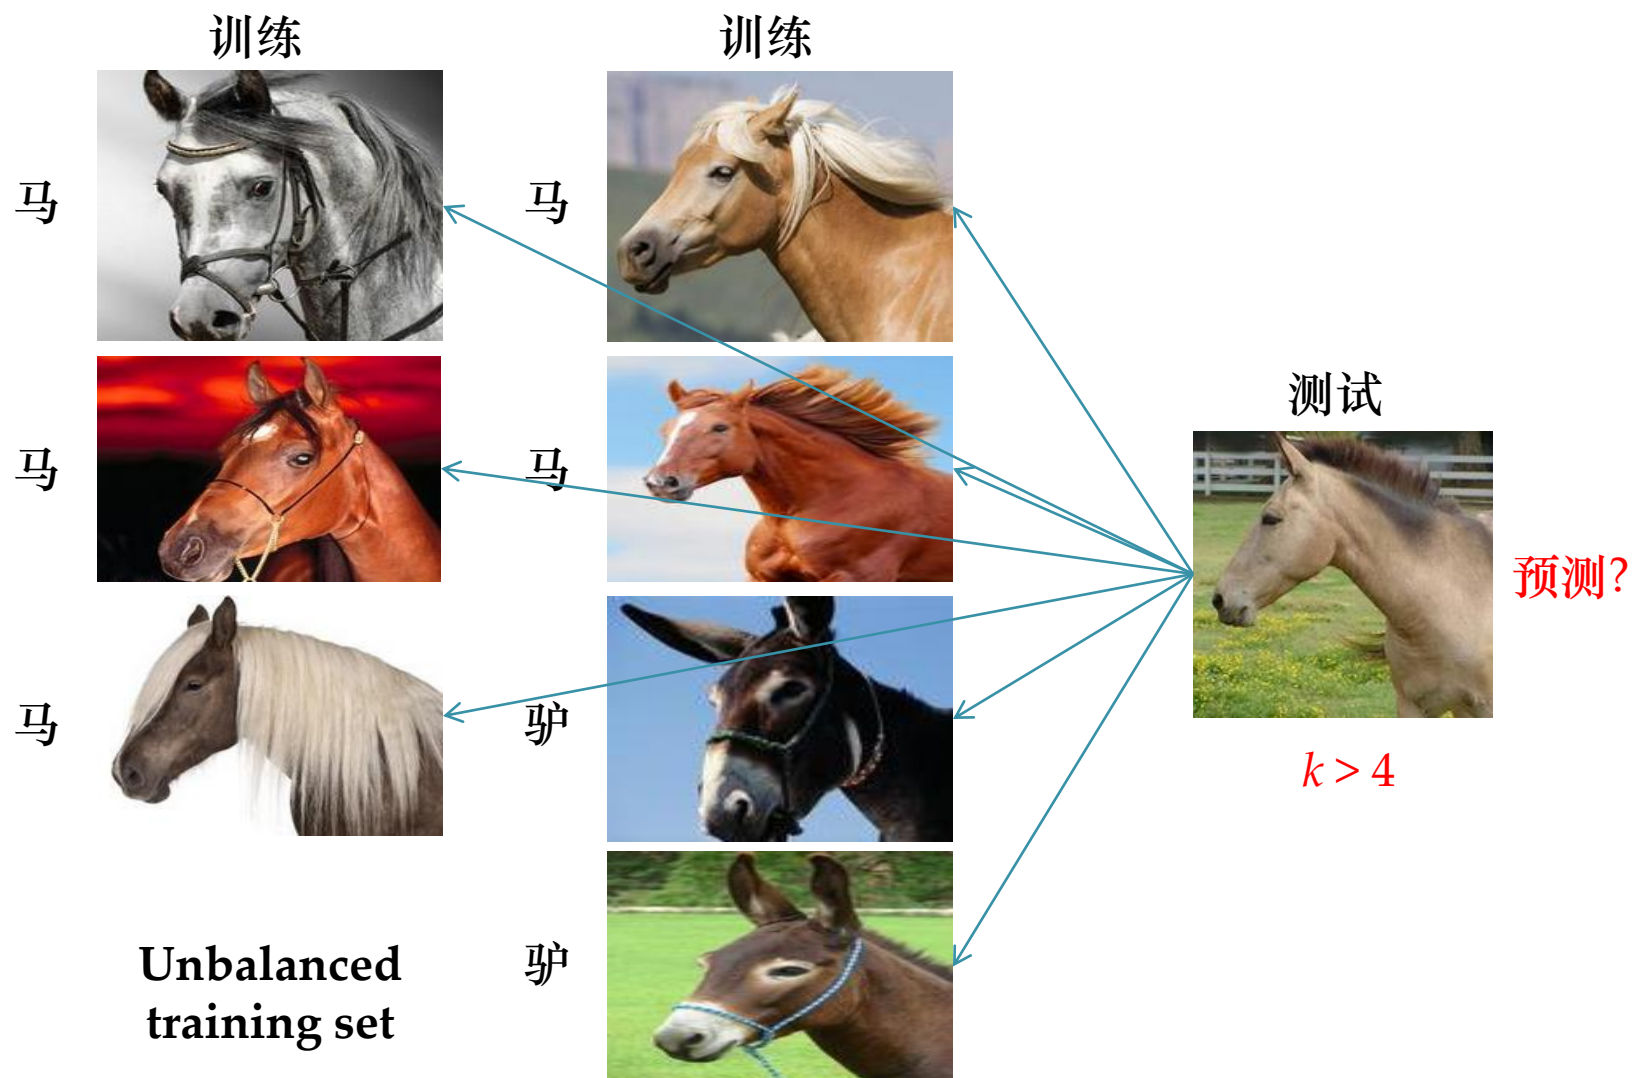 训练
训练
马
马
测试
马
马
预测?
马
驴
k > 4
Unbalanced
training set
驴